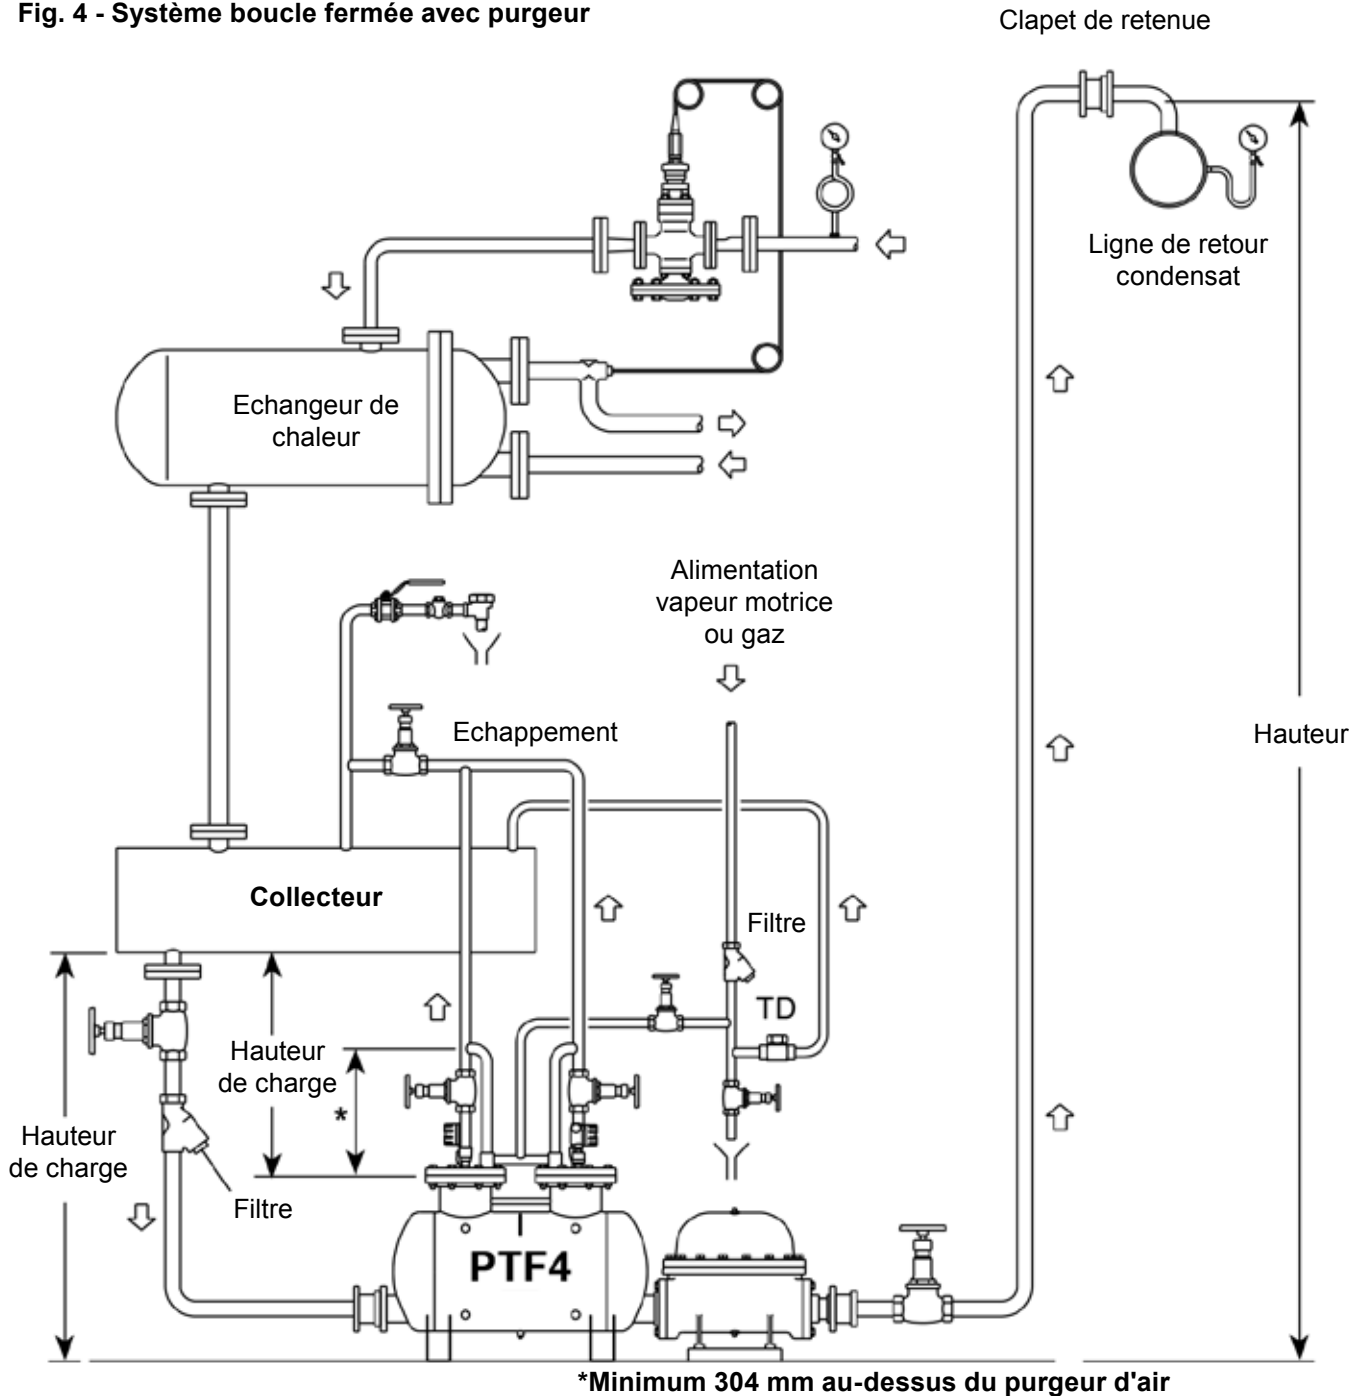 Fig. 4 - Système boucle fermée avec purgeur
Clapet de retenue
Ligne de retour
condensat
Echangeur de
chaleur
Alimentation
vapeur motrice
ou gaz
Echappement
Hauteur
Collecteur
Filtre
TD
Hauteur
de charge
*
Hauteur
de charge
Filtre
PTF4
*Minimum 304 mm au-dessus du purgeur d'air